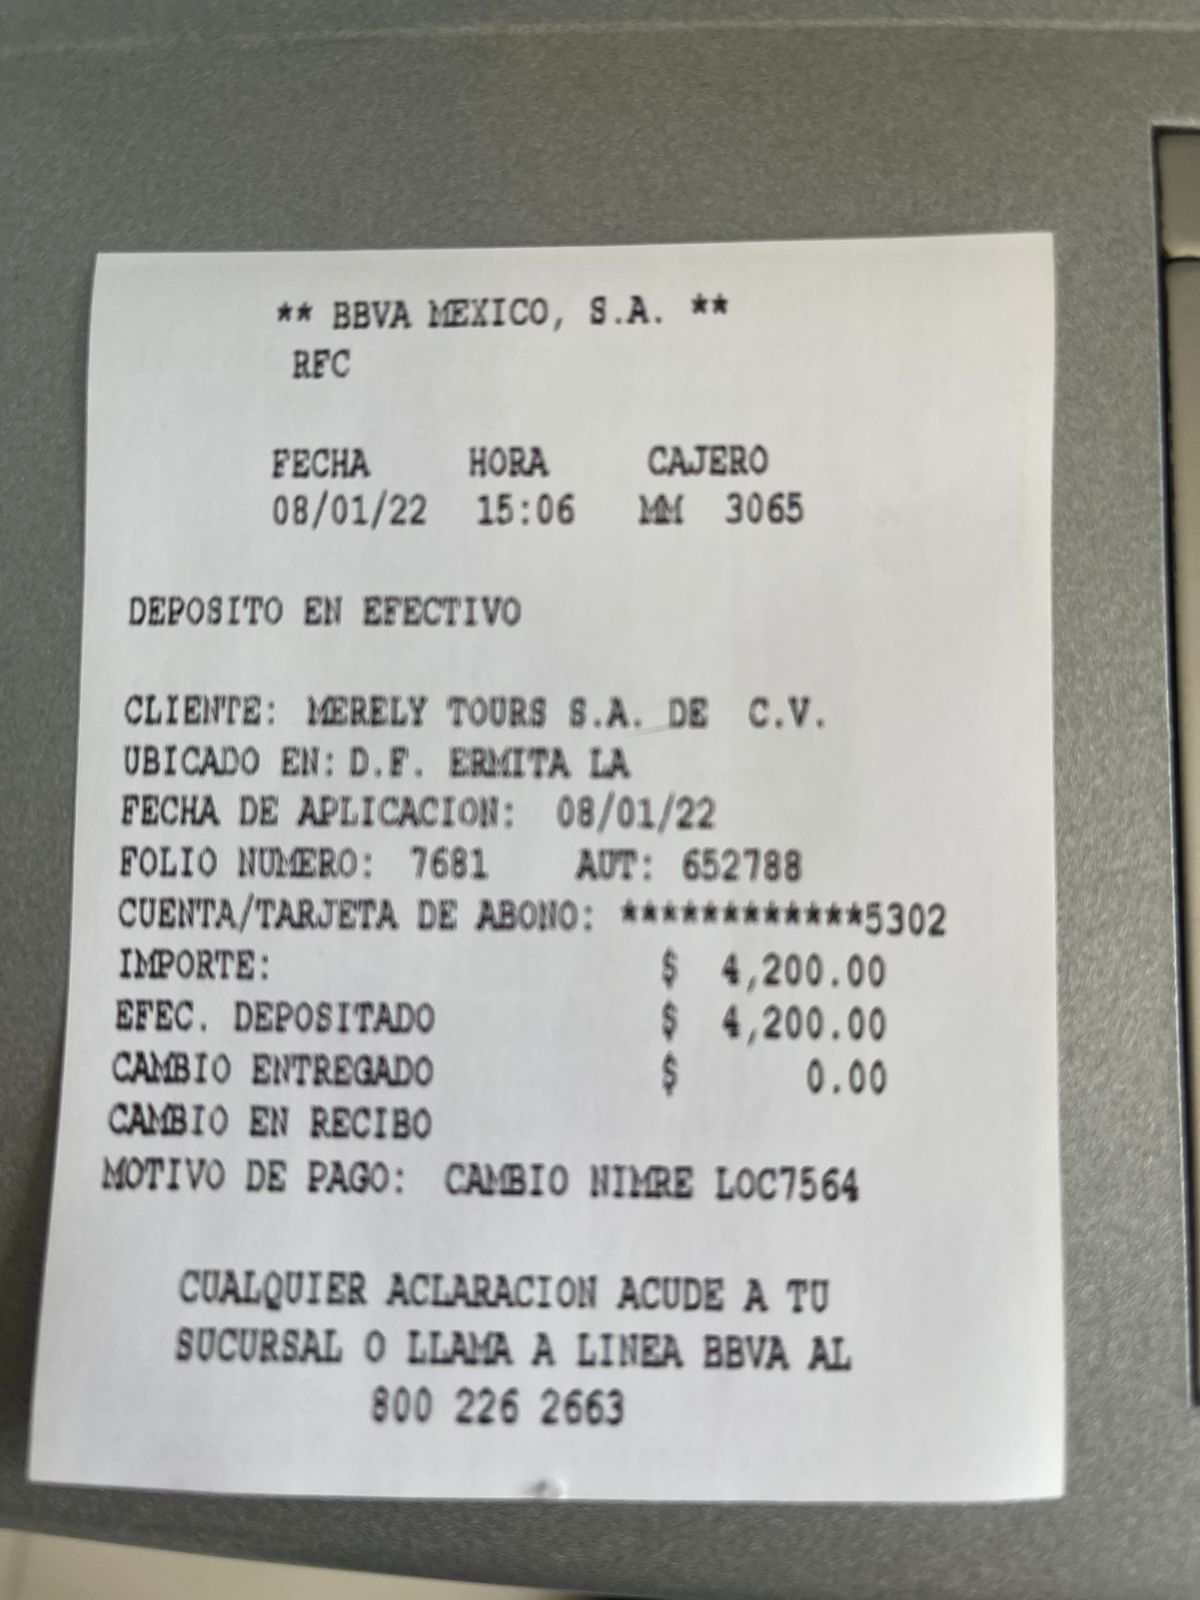 ** BBVA MEXICO, S.A. **
RFC
FECHA HORA CAJERO
08/01/22 15:06 MM 3065
DEPOSITO EN EFECTIVO
CLIENTE: MERELY TOURS S.A. DE C.V.
UBICADO EN: D.F. ERMITA LA
FECHA DE APLICACION: 08/01/22
FOLIO NUMERO: 7681 AUT: 652788
CUENTA/TARJETA DE ABONO: ************5302
IMPORTE: $ 4,200.00
EFEC. DEPOSITADO $ 4,200.00
CAMBIO ENTREGADO $ 0.00
CAMBIO EN RECIBO
MOTIVO DE PAGO: CAMBIO NIMRE LOC7564
CUALQUIER ACLARACION ACUDE A TU
SUCURSAL O LLAMA A LINEA BBVA AL
800 226 2663